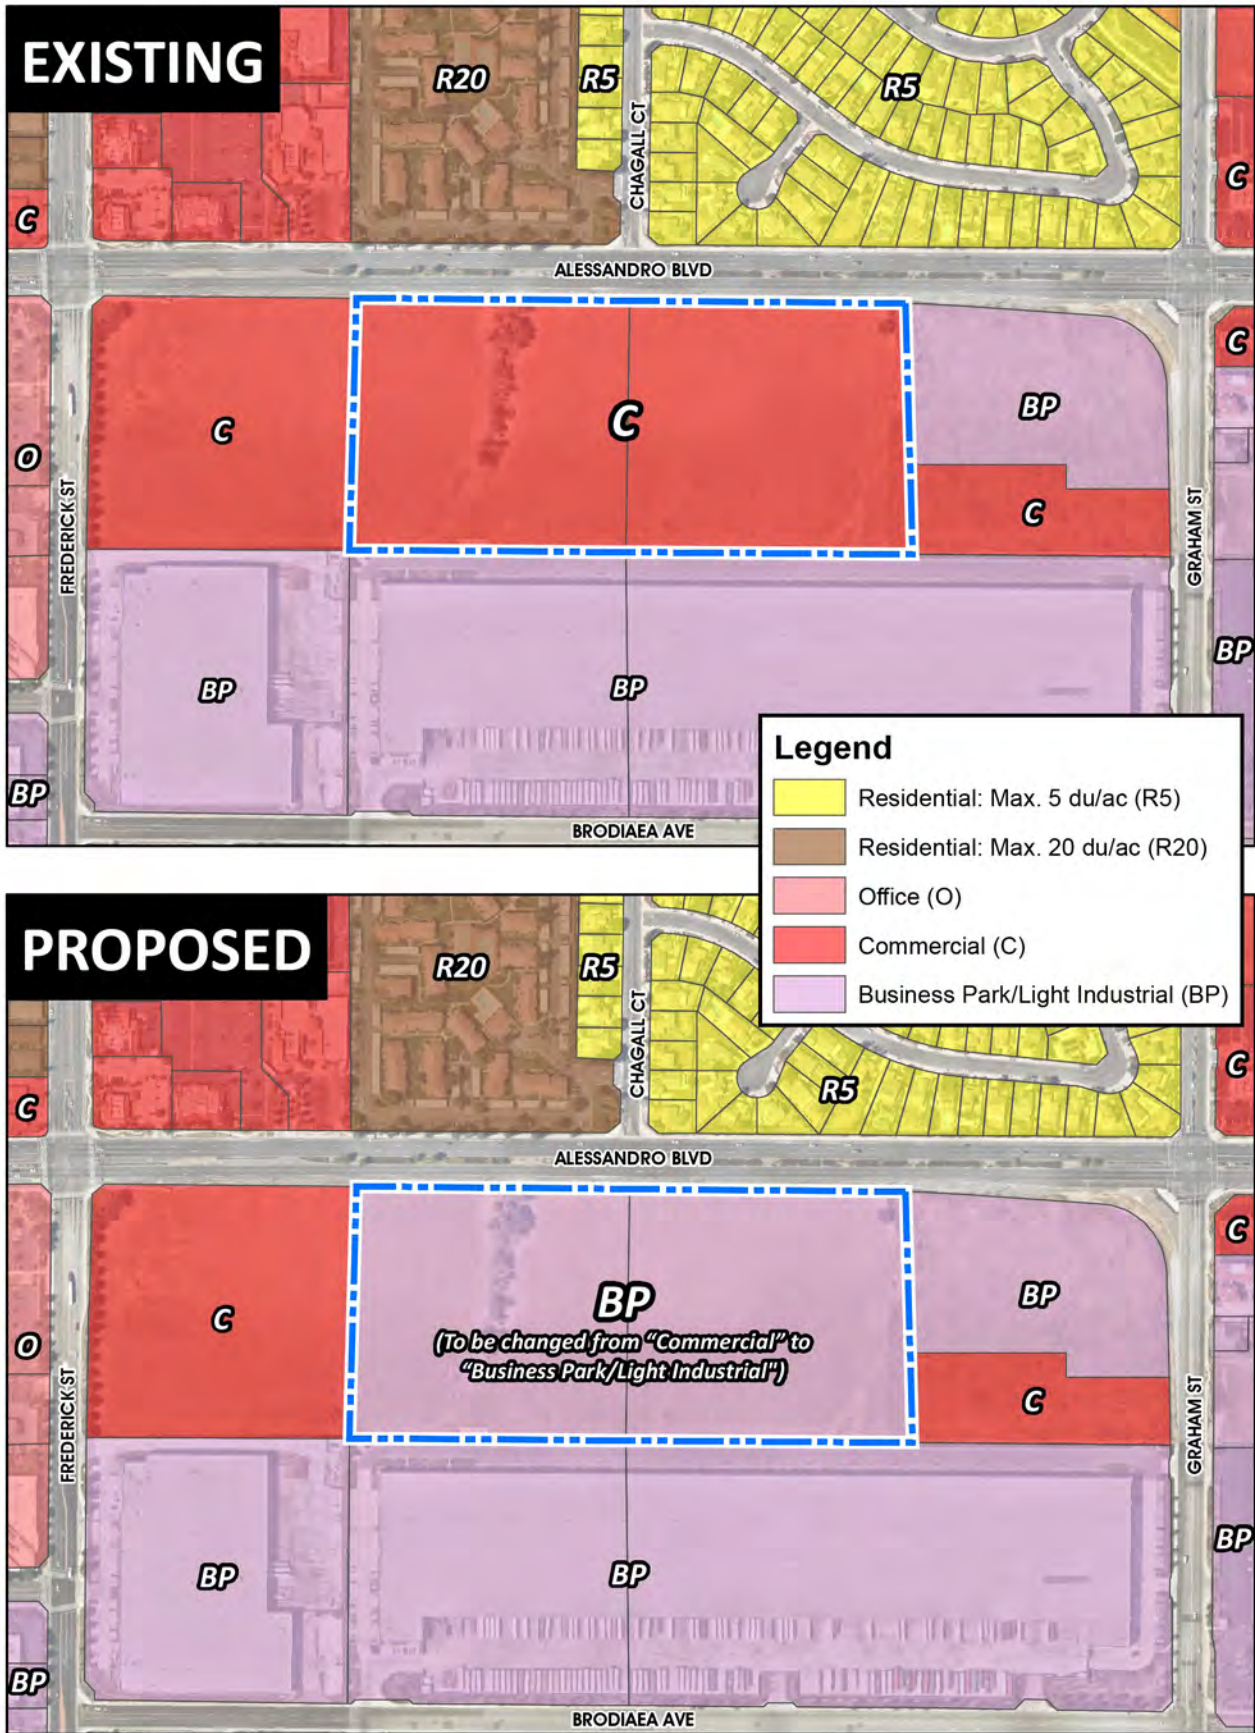 EXISTING
R20
R5
R5
CHAGALL CT
C
C
ALESSANDRO BLVD
C
C
C
BP
C
O
FREDERICK ST
GRAHAM ST
BP
BP
BP
BP
BRODIAEA AVE
Legend
Residential: Max. 5 du/ac (R5)
Residential: Max. 20 du/ac (R20)
Office (O)
Commercial (C)
Business Park/Light Industrial (BP)
PROPOSED
R20
R5
CHAGALL CT
R5
C
C
ALESSANDRO BLVD
C
C
BP
(To be changed from “Commercial” to
“Business Park/Light Industrial")
BP
C
O
FREDERICK ST
GRAHAM ST
BP
BP
BP
BP
BRODIAEA AVE